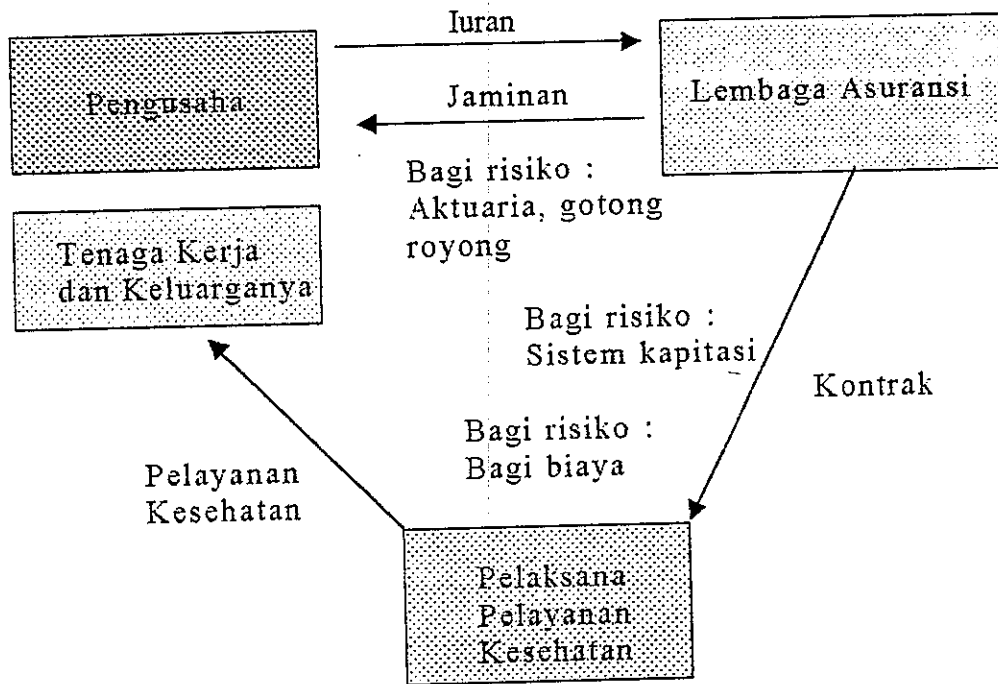 Iuran
Pengusaha
Jaminan
Lembaga Asuransi
Bagi risiko :
Aktuaria, gotong
royong
Tenaga Kerja
dan Keluarganya
Bagi risiko :
Sistem kapitasi
Kontrak
Bagi risiko :
Bagi biaya
Pelayanan
Kesehatan
Pelaksana
Pelayanan
Kesehatan